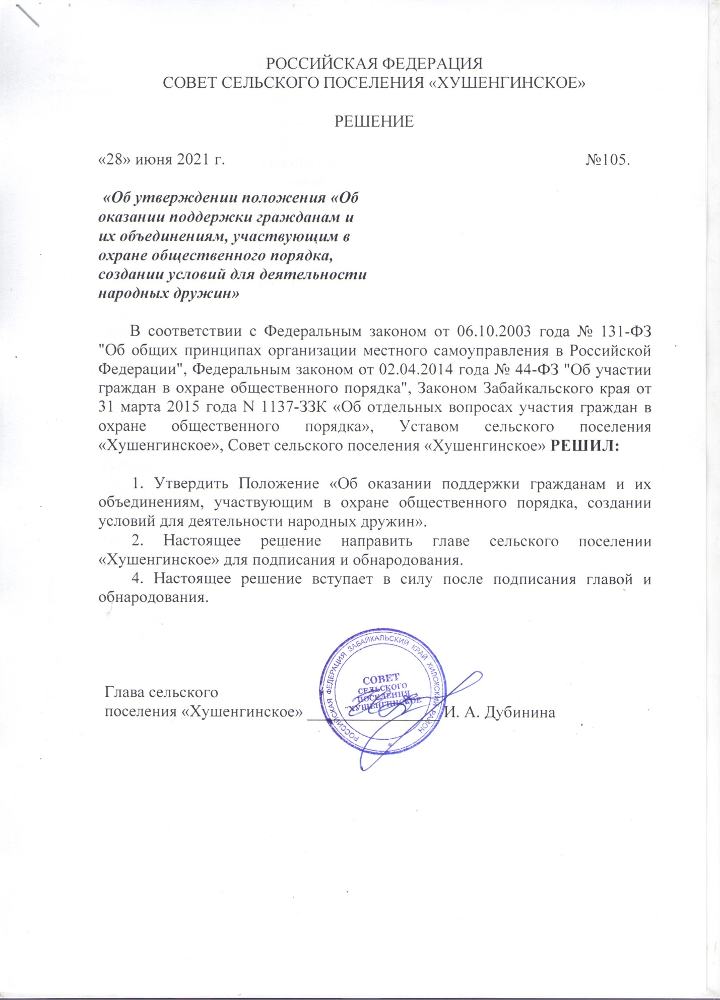 РОССИЙСКАЯ ФЕДЕРАЦИЯ
СОВЕТ СЕЛЬСКОГО ПОСЕЛЕНИЯ «ХУШЕНГИНСКОЕ»
РЕШЕНИЕ
«28» июня 2021 г. №105.
«Об утверждении положения «Об
оказании поддержки гражданам и
их объединениям, участвующим в
охране общественного порядка,
создании условий для деятельности
народных дружин»
В соответствии с Федеральным законом от 06.10.2003 года № 131-ФЗ
"Об общих принципах организации местного самоуправления в Российской
Федерации", Федеральным законом от 02.04.2014 года № 44-ФЗ "Об участии
граждан в охране общественного порядка", Законом Забайкальского края от
31 марта 2015 года N 1137-ЗЗК «Об отдельных вопросах участия граждан в
охране общественного порядка», Уставом сельского поселения
«Хушенгинское», Совет сельского поселения «Хушенгинское» РЕШИЛ:
1. Утвердить Положение «Об оказании поддержки гражданам и их
объединениям, участвующим в охране общественного порядка, создании
условий для деятельности народных дружин».
2. Настоящее решение направить главе сельского поселении
«Хушенгинское» для подписания и обнародования.
4. Настоящее решение вступает в силу после подписания главой и
обнародования.
РОССИЙСКАЯ ФЕДЕРАЦИЯ ЗАБАЙКАЛЬСКИЙ КРАЙ ХИЛОКСКИЙ РАЙОН *
СОВЕТ
СЕЛЬСКОГО
ПОСЕЛЕНИЯ
"ХУШЕНГИНСКОЕ"
Глава сельского
поселения «Хушенгинское» ________________ И. А. Дубинина